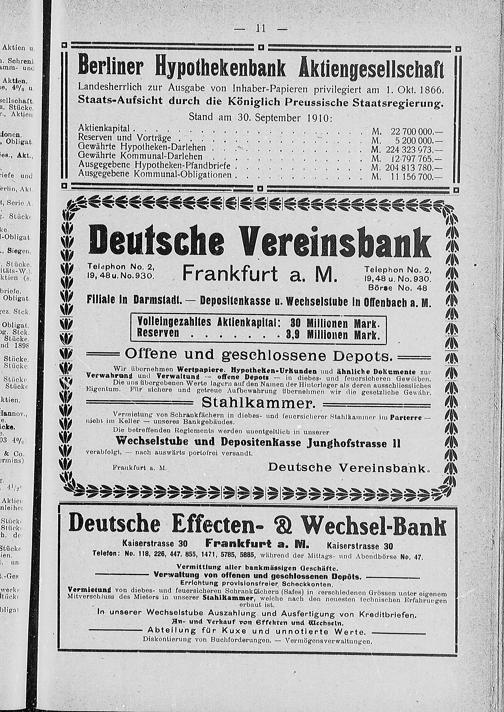 — 11 —
Berliner Hypothekenbank Aktiengesellschaft
Landesherrlich zur Ausgabe von Inhaber-Papieren privilegiert am 1. Okt. 1866.
Staats-Aufsicht durch die Königlich Preussische Staatsregierung.
Stand am 30. September 1910:
Aktienkapital . . . . . M. 22 700 000.—
Reserven und Vorträge . . . . . M. 5 200 000.—
Gewährte Hypotheken-Darlehen . . . . . M. 224 323 973.—
Gewährte Kommunal-Darlehen . . . . . M. 12 797 765.—
Ausgegebene Hypotheken-Pfandbriefe . . . . . M. 204 813 780.—
Ausgegebene Kommunal-Obligationen . . . . . M. 11 156 700.—
Deutsche Vereinsbank
Telephon No. 2, 19, 48 u. No. 930.
Frankfurt a. M.
Telephon No. 2, 19, 48 u. No. 930. Börse No. 48
Filiale in Darmstadt. — Depositenkasse u. Wechselstube in Offenbach a. M.
Volleingezahltes Aktienkapital: 30 Millionen Mark.
Reserven . . . . . . . 3,9 Millionen Mark.
Offene und geschlossene Depots.
Wir übernehmen Wertpapiere, Hypotheken-Urkunden und ähnliche Dokumente zur
Verwahrung und Verwaltung — offene Depots — in diebes- und feuersicheren Gewölben.
Die uns übergebenen Werte lagern auf den Namen der Hinterleger als deren ausschliessliches
Eigentum. Für sichere und getreue Aufbewahrung übernehmen wir die gesetzliche Gewähr.
Stahlkammer.
Vermietung von Schrankfächern in diebes- und feuersicherer Stahlkammer im Parterre —
nicht im Keller — unseres Bankgebäudes.
Die betreffenden Reglements werden unentgeltlich in unserer
Wechselstube und Depositenkasse Junghofstrasse 11
verabfolgt, — nach auswärts portofrei versandt.
Frankfurt a. M. Deutsche Vereinsbank.
Deutsche Effecten- & Wechsel-Bank
Kaiserstrasse 30 Frankfurt a. M. Kaiserstrasse 30
Telefon: No. 118, 226, 447, 855, 1471, 5785, 5885, während der Mittags- und Abendbörse No. 47.
Vermittlung aller bankmässigen Geschäfte.
Verwaltung von offenen und geschlossenen Depôts.
Errichtung provisionsfreier Scheckkonten.
Vermietung von diebes- und feuersicheren Schrankfächern (Safes) in verschiedenen Grössen unter eigenem
Mitverschluss des Mieters in unserer Stahlkammer, welche nach den neuesten technischen Erfahrungen
erbaut ist.
In unserer Wechselstube Auszahlung und Ausfertigung von Kreditbriefen.
An- und Verkauf von Effekten und Wechseln.
Abteilung für Kuxe und unnotierte Werte.
Diskontierung von Buchforderungen. — Vermögensverwaltungen.